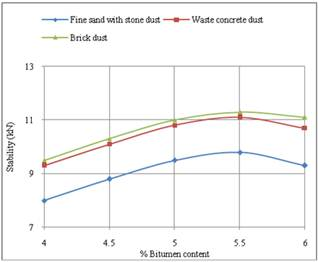 Fine sand with stone dust
Waste concrete dust
Brick dust
13
11
9
7
Stability (kN)
4
4.5
5
5.5
6
% Bitumen content